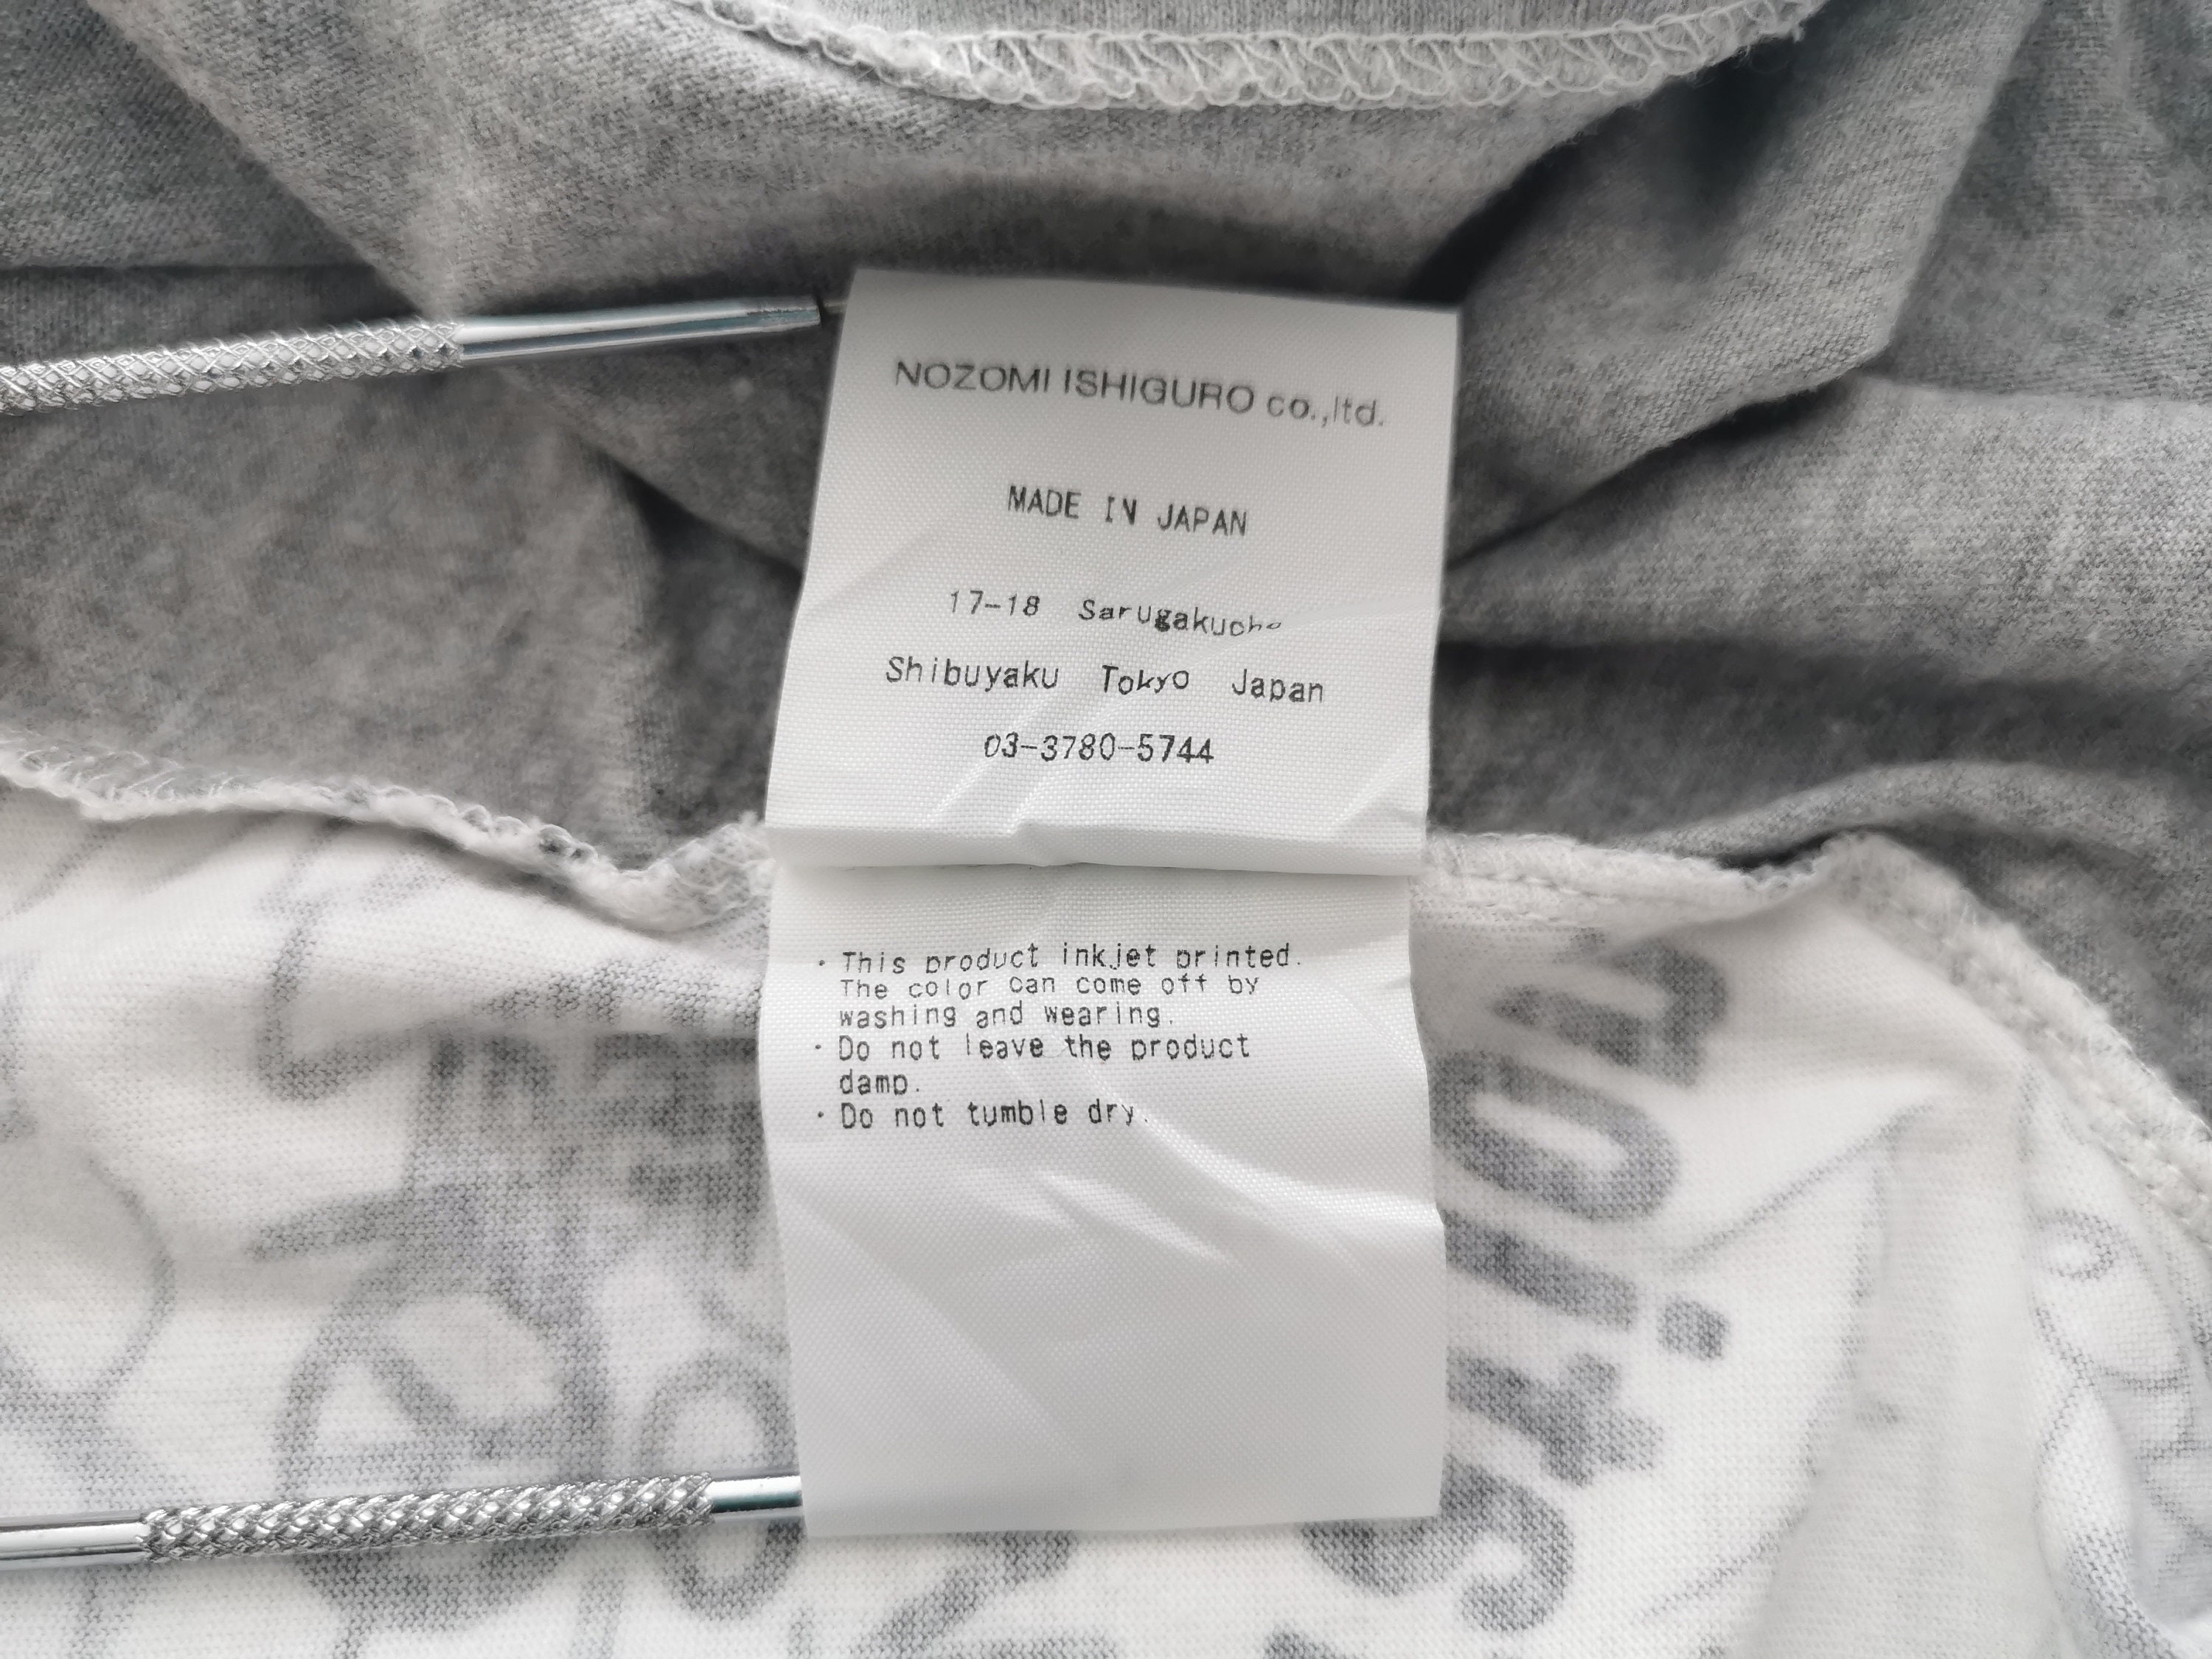 NOZOMI ISHIGURO co.,ltd.
MADE IN JAPAN
17-18 Sarugakucho
Shibuyaku Tokyo Japan
03-3780-5744
・This product inkjet printed.
The color can come off by
washing and wearing.
・Do not leave the product
damp.
・Do not tumble dry.